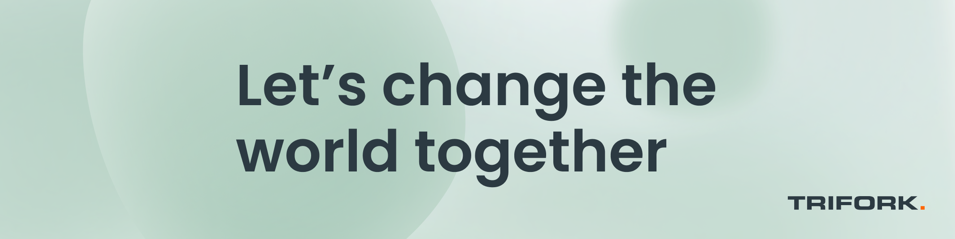 Let’s change the
world together
TRIFORK.